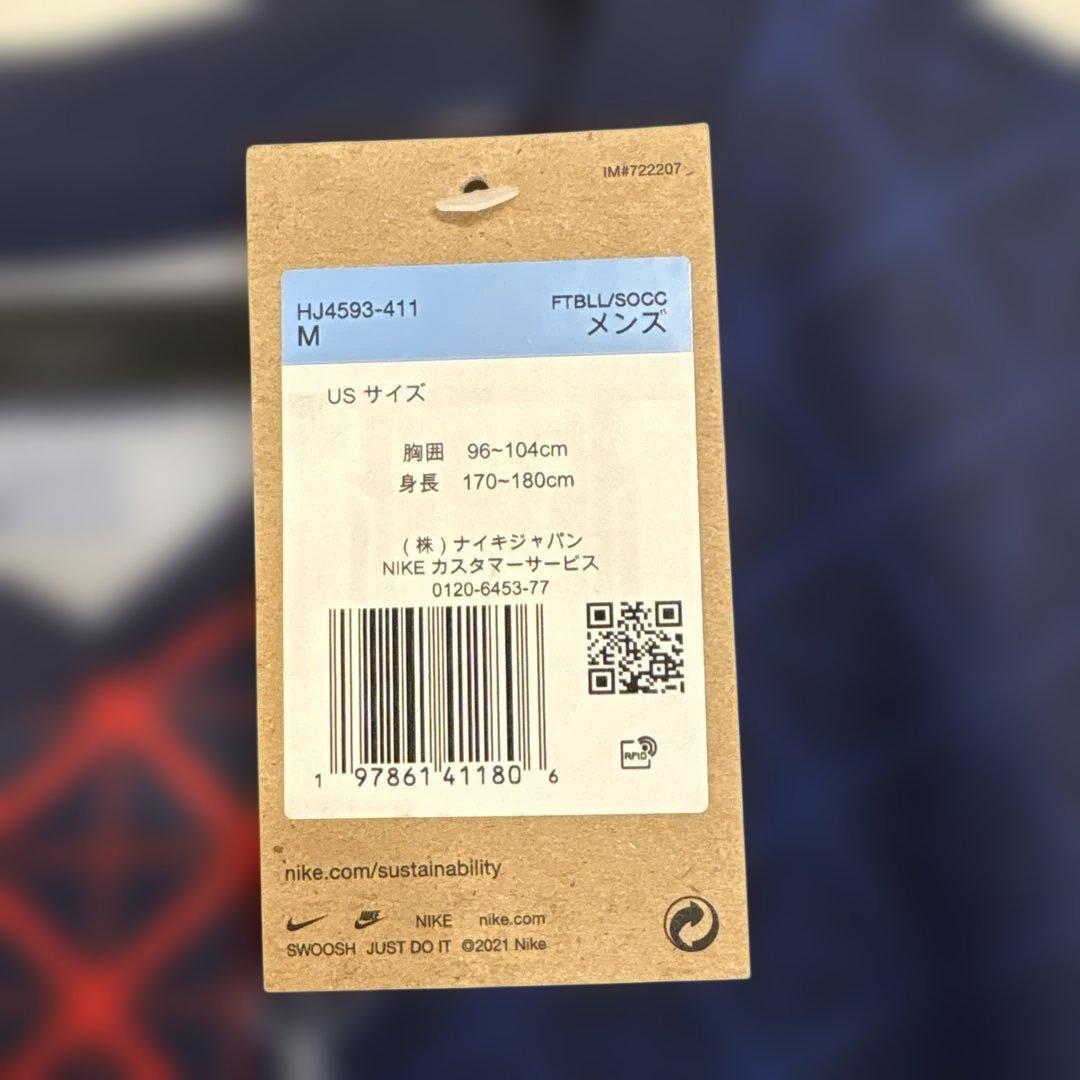 IM#722207
HJ4593-411
M
FTBLL/SOCC
メンズ
US サイズ
胸囲 96~104cm
身長 170~180cm
(株)ナイキジャパン
NIKE カスタマーサービス
0120-6453-77
1 97861 41180 6
RFID
nike.com/sustainability
NIKE NIKE nike.com
SWOOSH JUST DO IT ©2021 Nike